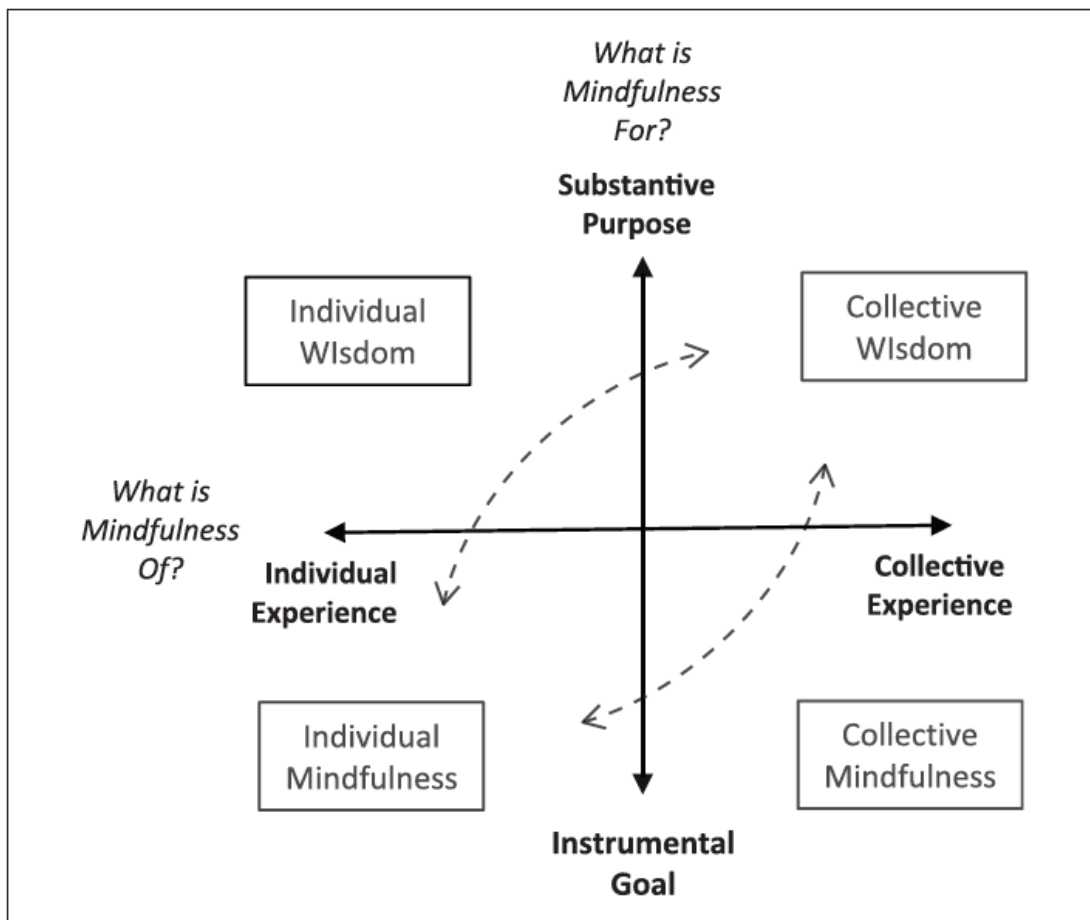 What is
Mindfulness
For?
Substantive
Purpose
Individual
WIsdom
Collective
WIsdom
What is
Mindfulness
Of?
Individual
Experience
Collective
Experience
Individual
Mindfulness
Collective
Mindfulness
Instrumental
Goal